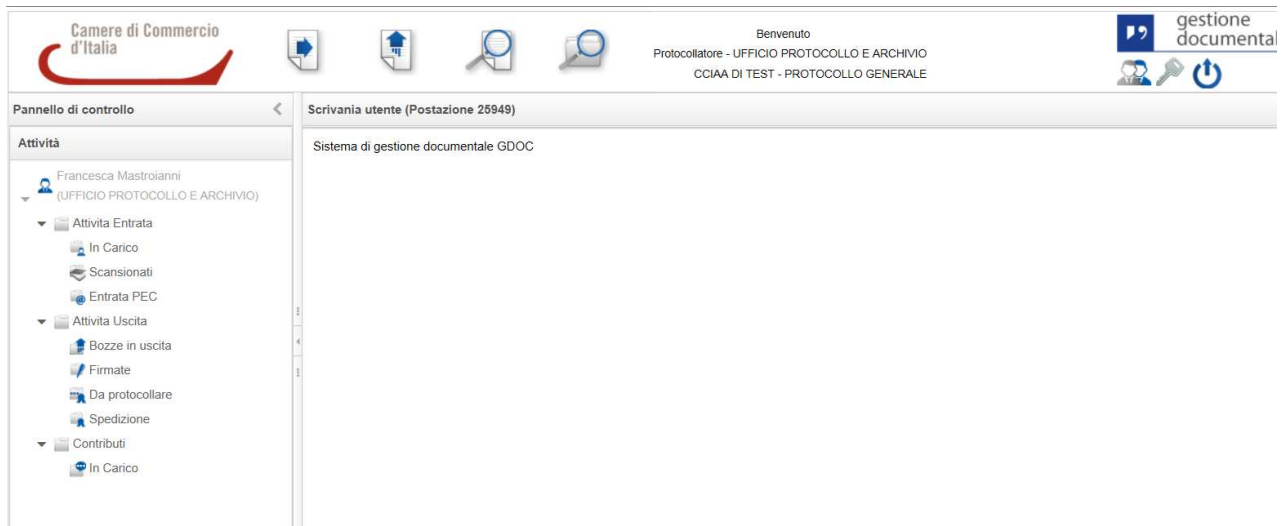 Camere di Commercio
d'Italia
Benvenuto
Protocollatore - UFFICIO PROTOCOLLO E ARCHIVIO
CCIAA DI TEST - PROTOCOLLO GENERALE
gestione
documental
Pannello di controllo
Scrivania utente (Postazione 25949)
Attività
Sistema di gestione documentale GDOC
Francesca Mastroianni
(UFFICIO PROTOCOLLO E ARCHIVIO)
Attivita Entrata
In Carico
Scansionati
Entrata PEC
Attivita Uscita
Bozze in uscita
Firmate
Da protocollare
Spedizione
Contributi
In Carico